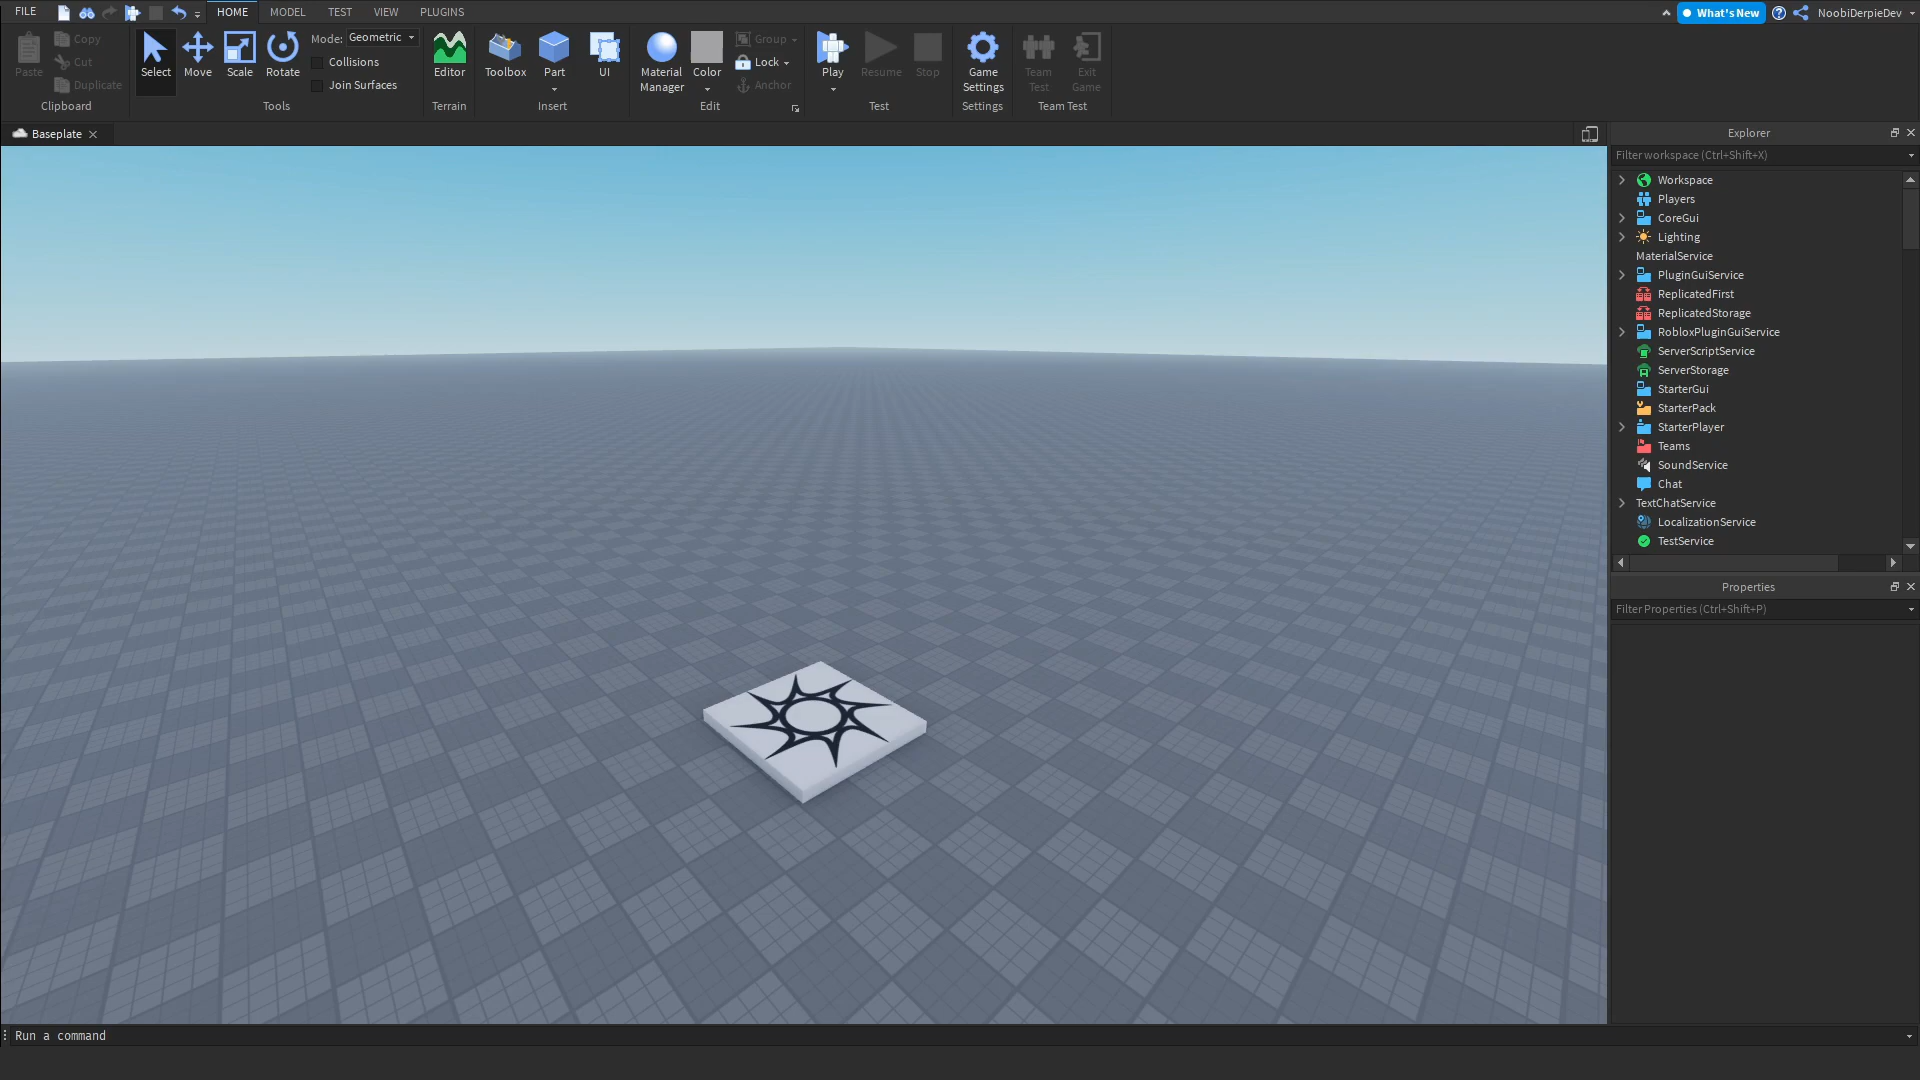 FILE HOME MODEL TEST VIEW PLUGINS What's New NoobiDerpieDev
Paste Copy Cut Duplicate
Clipboard
Select Move Scale Rotate Mode: Geometric Collisions Join Surfaces
Tools
Editor
Terrain
Toolbox Part UI
Insert
Material Manager Color Group Lock Anchor
Edit
Play Resume Stop
Test
Game Settings
Settings
Team Test Exit Game
Team Test
Baseplate
Explorer
Filter workspace (Ctrl+Shift+X)
Workspace
Players
CoreGui
Lighting
MaterialService
PluginGuiService
ReplicatedFirst
ReplicatedStorage
RobloxPluginGuiService
ServerScriptService
ServerStorage
StarterGui
StarterPack
StarterPlayer
Teams
SoundService
Chat
TextChatService
LocalizationService
TestService
Properties
Filter Properties (Ctrl+Shift+P)
Run a command